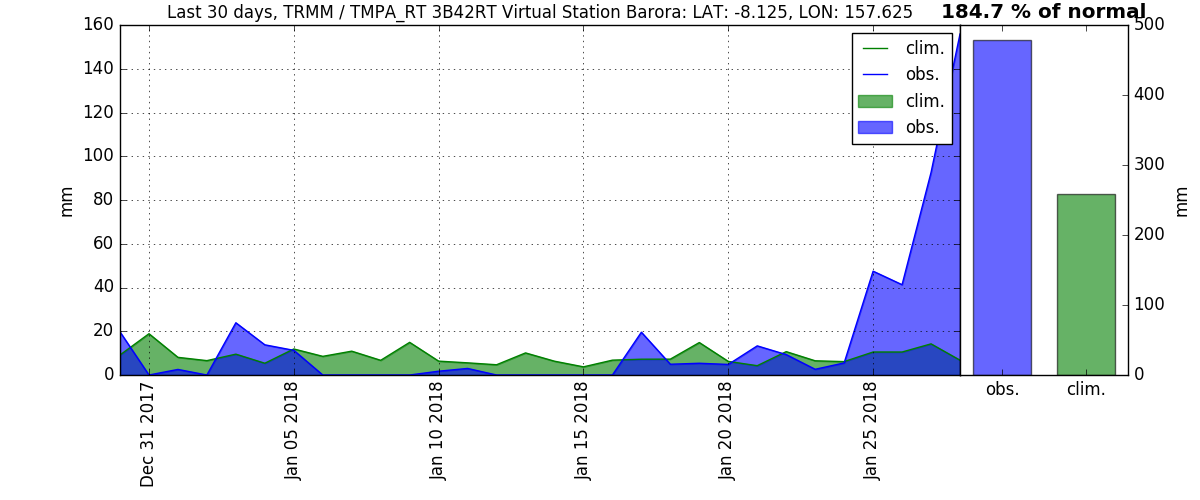 Last 30 days, TRMM / TMPA_RT 3B42RT Virtual Station Barora: LAT: -8.125, LON: 157.625
184.7 % of normal
160
140
120
100
80
60
40
20
0
mm
clim.
obs.
clim.
obs.
500
400
300
200
100
0
mm
Dec 31 2017
Jan 05 2018
Jan 10 2018
Jan 15 2018
Jan 20 2018
Jan 25 2018
obs.
clim.